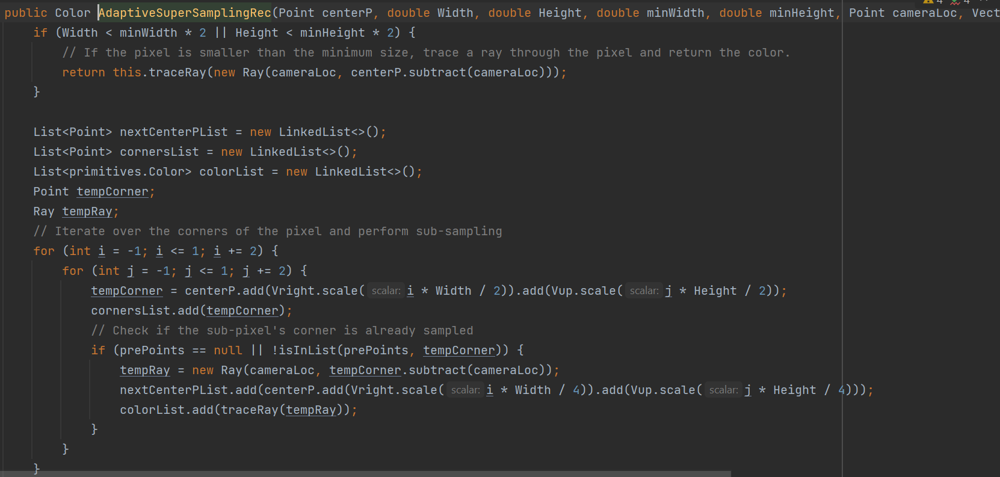 public Color AdaptiveSuperSamplingRec(Point centerP, double Width, double Height, double minWidth, double minHeight, Point cameraLoc, Vect
    if (Width < minWidth * 2 || Height < minHeight * 2) {
        // If the pixel is smaller than the minimum size, trace a ray through the pixel and return the color.
        return this.traceRay(new Ray(cameraLoc, centerP.subtract(cameraLoc)));
    }

    List<Point> nextCenterPList = new LinkedList<>();
    List<Point> cornersList = new LinkedList<>();
    List<primitives.Color> colorList = new LinkedList<>();
    Point tempCorner;
    Ray tempRay;
    // Iterate over the corners of the pixel and perform sub-sampling
    for (int i = -1; i <= 1; i += 2) {
        for (int j = -1; j <= 1; j += 2) {
            tempCorner = centerP.add(Vright.scale( scalar: i * Width / 2)).add(Vup.scale( scalar: j * Height / 2));
            cornersList.add(tempCorner);
            // Check if the sub-pixel's corner is already sampled
            if (prePoints == null || !isInList(prePoints, tempCorner)) {
                tempRay = new Ray(cameraLoc, tempCorner.subtract(cameraLoc));
                nextCenterPList.add(centerP.add(Vright.scale( scalar: i * Width / 4)).add(Vup.scale( scalar: j * Height / 4)));
                colorList.add(traceRay(tempRay));
            }
        }
    }